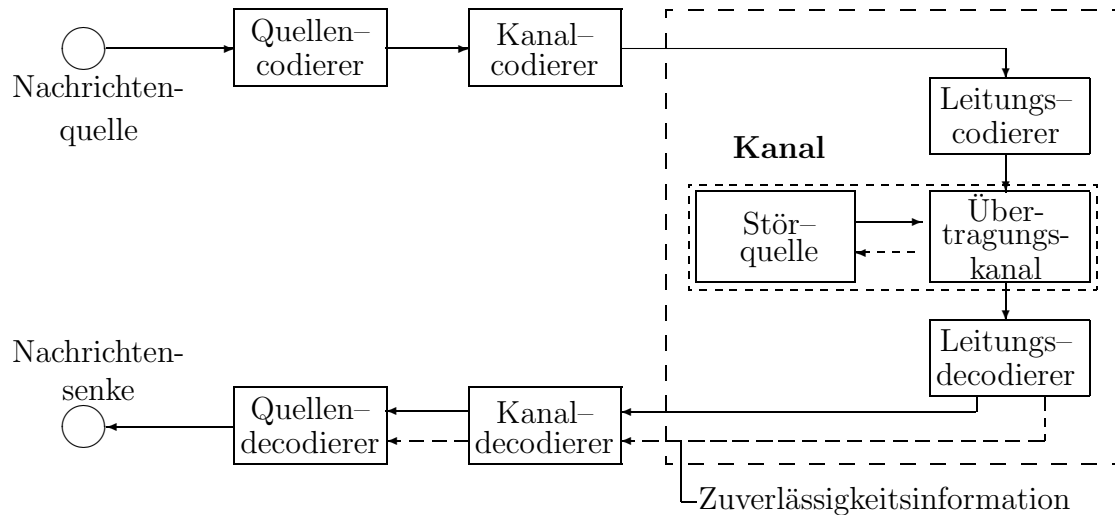 Nachrichten-
quelle
Quellen–
codierer
Kanal–
codierer
Leitungs–
codierer
Kanal
Stör–
quelle
Über-
tragungs-
kanal
Leitungs–
decodierer
Nachrichten-
senke
Quellen–
decodierer
Kanal–
decodierer
Zuverlässigkeitsinformation